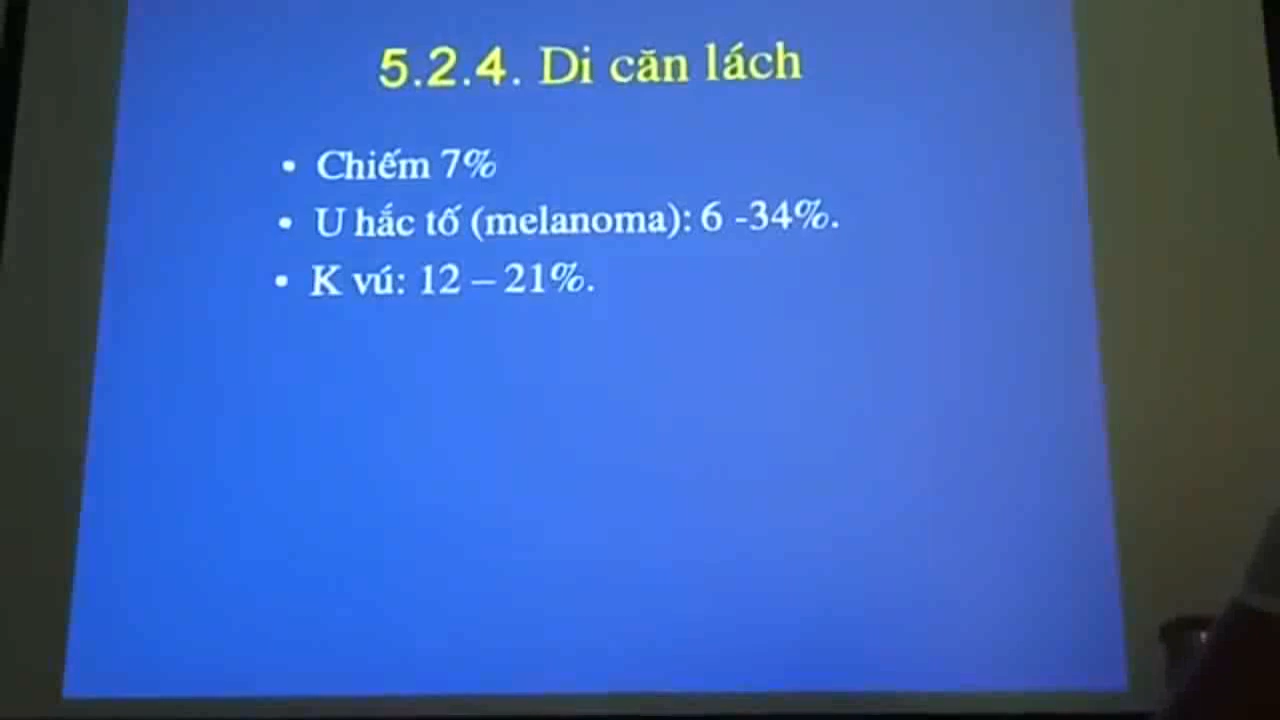 5.2.4. Di căn lách
• Chiếm 7%
• U hắc tố (melanoma): 6 -34%.
• K vú: 12 – 21%.